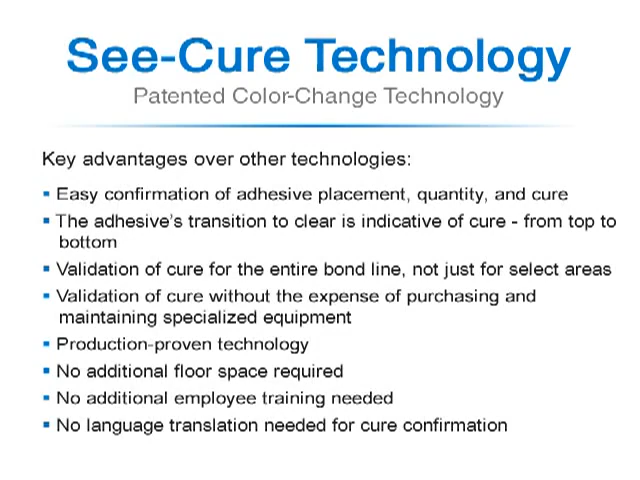 See-Cure Technology
Patented Color-Change Technology
Key advantages over other technologies:
▪ Easy confirmation of adhesive placement, quantity, and cure
▪ The adhesive's transition to clear is indicative of cure - from top to
bottom
▪ Validation of cure for the entire bond line, not just for select areas
▪ Validation of cure without the expense of purchasing and
maintaining specialized equipment
▪ Production-proven technology
▪ No additional floor space required
▪ No additional employee training needed
▪ No language translation needed for cure confirmation